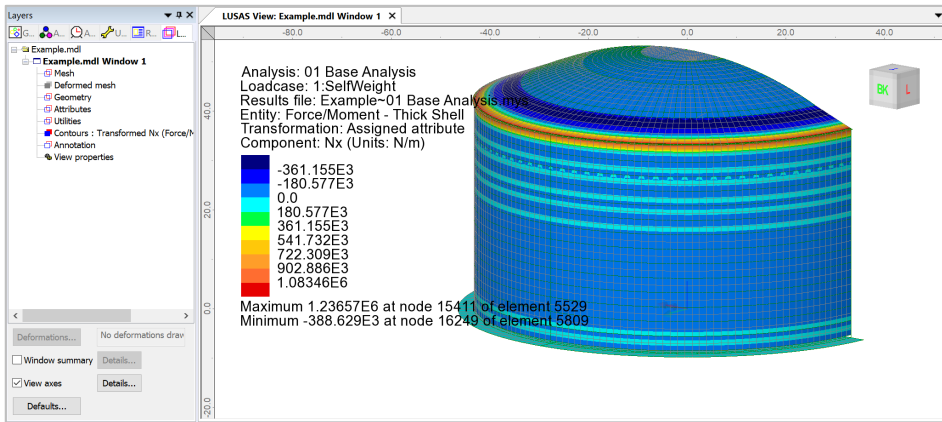 Layers
G... A... A... U... R... L...
Example.mdl
Example.mdl Window 1
Mesh
Deformed mesh
Geometry
Attributes
Utilities
Contours : Transformed Nx (Force/M
Annotation
View properties
Deformations...
No deformations draw
Window summary
Details...
View axes
Details...
Defaults...
LUSAS View: Example.mdl Window 1
-80.0 -60.0 -40.0 -20.0 0.0 20.0 40.0
40.0
20.0
0.0
-20.0
Analysis: 01 Base Analysis
Loadcase: 1:SelfWeight
Results file: Example~01 Base Analysis.mys
Entity: Force/Moment - Thick Shell
Transformation: Assigned attribute
Component: Nx (Units: N/m)
-361.155E3
-180.577E3
0.0
180.577E3
361.155E3
541.732E3
722.309E3
902.886E3
1.08346E6
Maximum 1.23657E6 at node 15411 of element 5529
Minimum -388.629E3 at node 16249 of element 5809
BK L